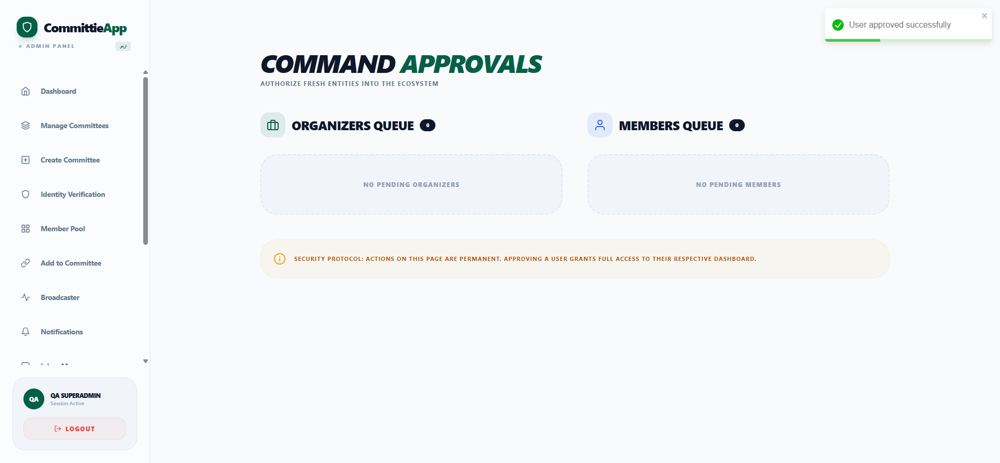 CommittieApp
ADMIN PANEL
اردو
Dashboard
Manage Committees
Create Committee
Identity Verification
Member Pool
Add to Committee
Broadcaster
Notifications
QA
QA SUPERADMIN
Session Active
LOGOUT
COMMAND APPROVALS
AUTHORIZE FRESH ENTITIES INTO THE ECOSYSTEM
ORGANIZERS QUEUE 0
NO PENDING ORGANIZERS
MEMBERS QUEUE 0
NO PENDING MEMBERS
SECURITY PROTOCOL: ACTIONS ON THIS PAGE ARE PERMANENT. APPROVING A USER GRANTS FULL ACCESS TO THEIR RESPECTIVE DASHBOARD.
User approved successfully